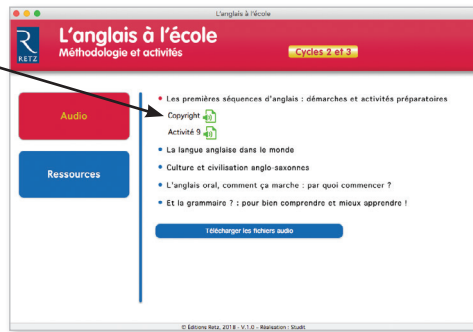 L'anglais à l'école
RETZ
L'anglais à l'école
Méthodologie et activités
Cycles 2 et 3
Audio
Ressources
• Les premières séquences d'anglais : démarches et activités préparatoires
Copyright
Activité 9
• La langue anglaise dans le monde
• Culture et civilisation anglo-saxonnes
• L'anglais oral, comment ça marche : par quoi commencer ?
• Et la grammaire ? : pour bien comprendre et mieux apprendre !
Télécharger les fichiers audio
© Éditions Retz, 2018 - V.1.0 - Réalisation : Studit